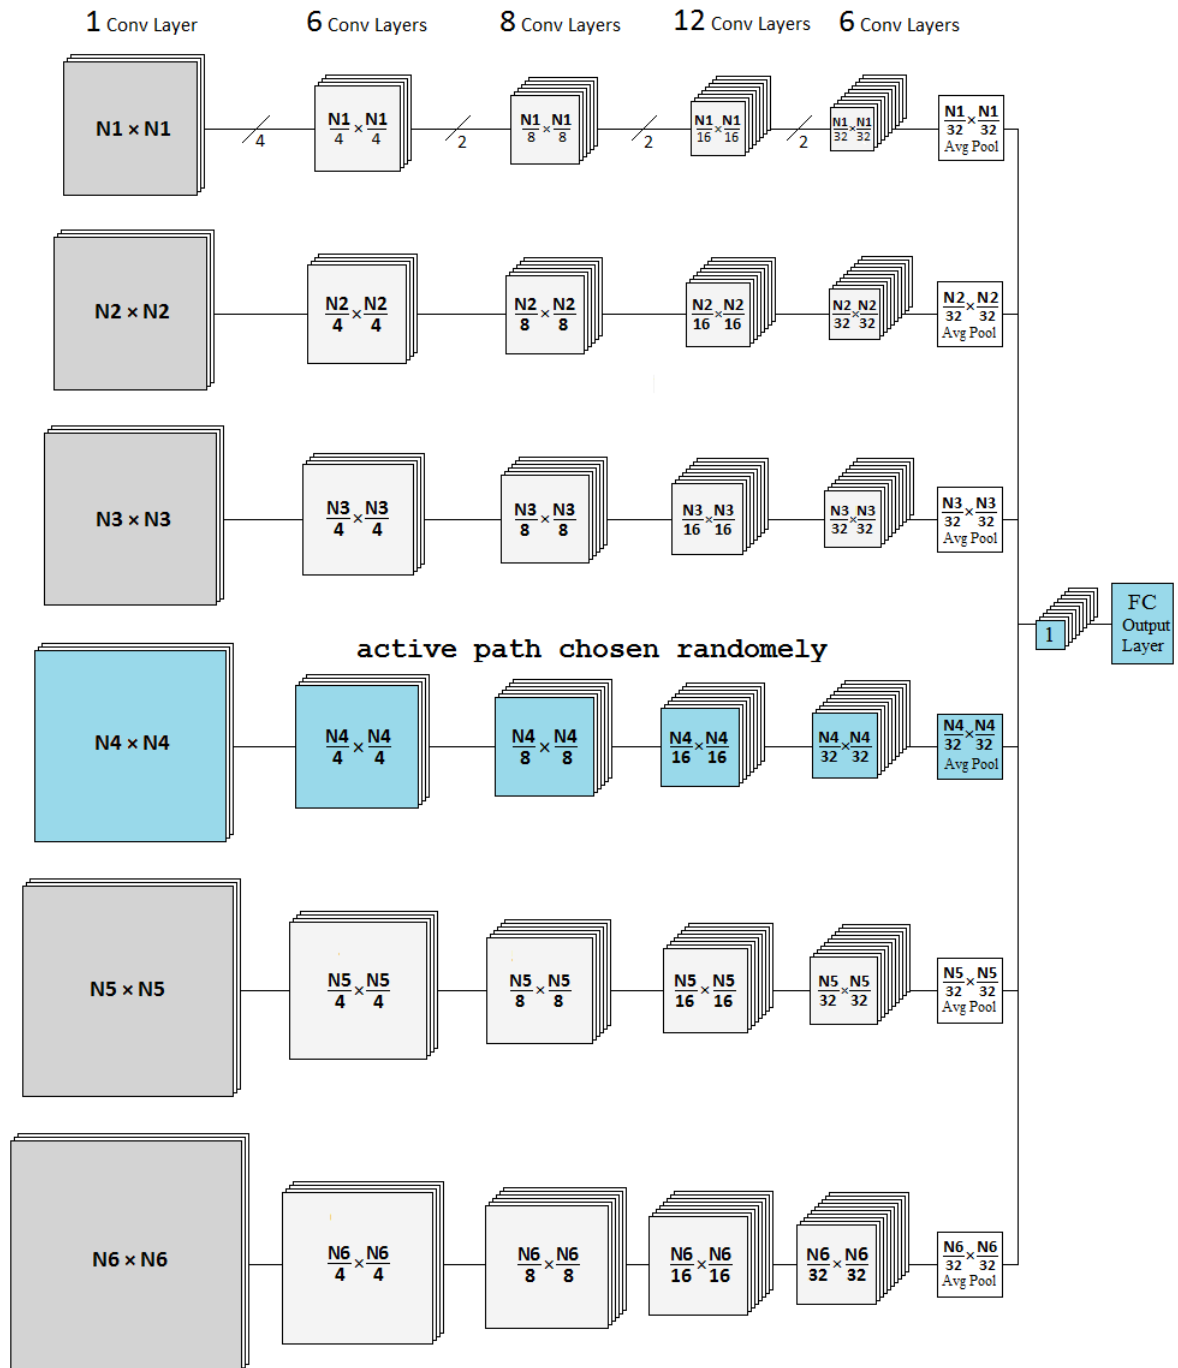 1 Conv Layer 6 Conv Layers 8 Conv Layers 12 Conv Layers 6 Conv Layers
N1 × N1 N1/4 × N1/4 N1/8 × N1/8 N1/16 × N1/16 N1/32 × N1/32 N1/32 × N1/32
Avg Pool
4 2 2 2
N2 × N2 N2/4 × N2/4 N2/8 × N2/8 N2/16 × N2/16 N2/32 × N2/32 N2/32 × N2/32
Avg Pool
N3 × N3 N3/4 × N3/4 N3/8 × N3/8 N3/16 × N3/16 N3/32 × N3/32 N3/32 × N3/32
Avg Pool
active path chosen randomely
1
FC
Output
Layer
N4 × N4 N4/4 × N4/4 N4/8 × N4/8 N4/16 × N4/16 N4/32 × N4/32 N4/32 × N4/32
Avg Pool
N5 × N5 N5/4 × N5/4 N5/8 × N5/8 N5/16 × N5/16 N5/32 × N5/32 N5/32 × N5/32
Avg Pool
N6 × N6 N6/4 × N6/4 N6/8 × N6/8 N6/16 × N6/16 N6/32 × N6/32 N6/32 × N6/32
Avg Pool